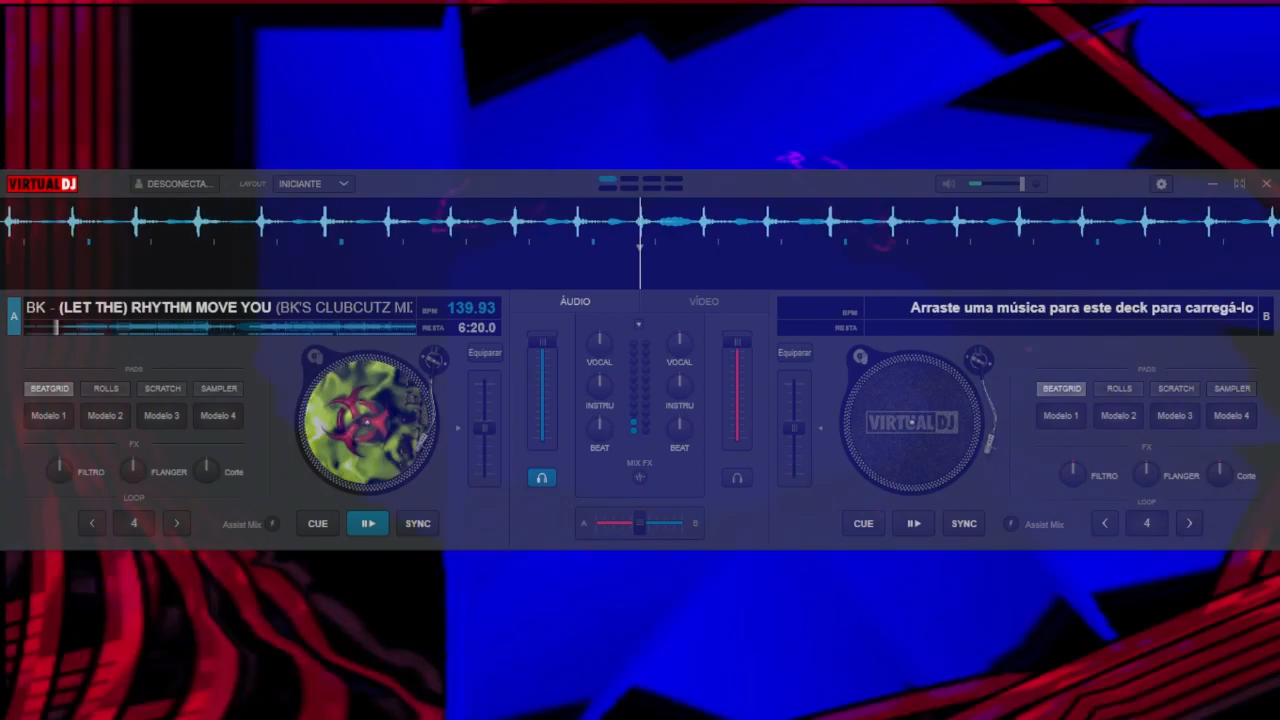 VIRTUALDJ
DESCONECTA...
LAYOUT
INICIANTE
A
BK - (LET THE) RHYTHM MOVE YOU (BK'S CLUBCUTZ MI
BPM 139.93
RESTA 6:20.0
ÁUDIO
VÍDEO
BPM
RESTA
Arraste uma música para este deck para carregá-lo
B
Equiparar
VOCAL
INSTRU
BEAT
VOCAL
INSTRU
BEAT
MIX FX
A
B
Equiparar
PADS
BEATGRID ROLLS SCRATCH SAMPLER
Modelo 1 Modelo 2 Modelo 3 Modelo 4
FX
FILTRO FLANGER Corte
LOOP
< 4 >
Assist Mix
CUE
SYNC
VIRTUALDJ
PADS
BEATGRID ROLLS SCRATCH SAMPLER
Modelo 1 Modelo 2 Modelo 3 Modelo 4
FX
FILTRO FLANGER Corte
LOOP
CUE
SYNC
Assist Mix
< 4 >